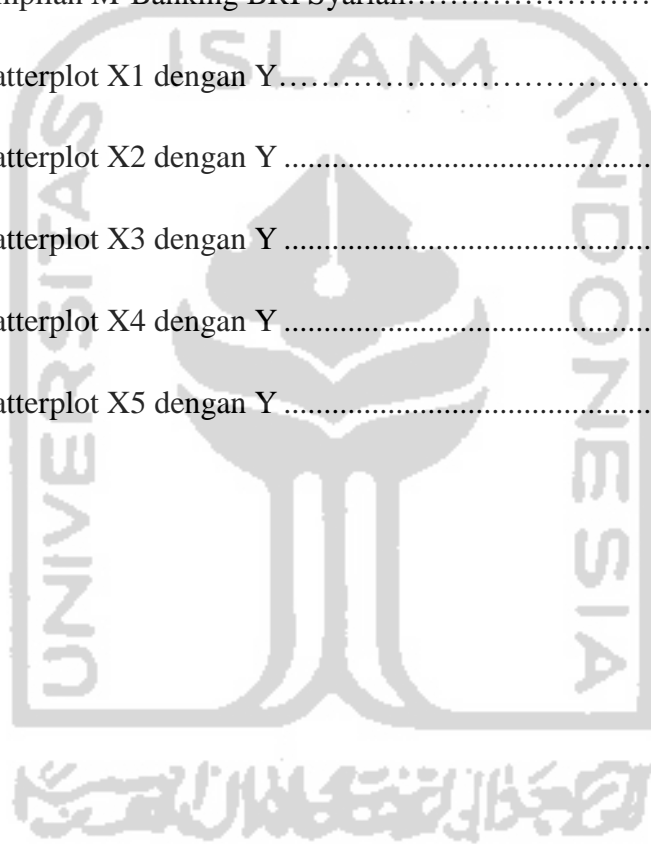 mpilan M-Banking BRI Syariah……………………
atterplot X1 dengan Y………………………………
atterplot X2 dengan Y ................................................
atterplot X3 dengan Y ................................................
atterplot X4 dengan Y ................................................
atterplot X5 dengan Y ................................................
UNIVERSITAS
ISLAM
INDONESIA